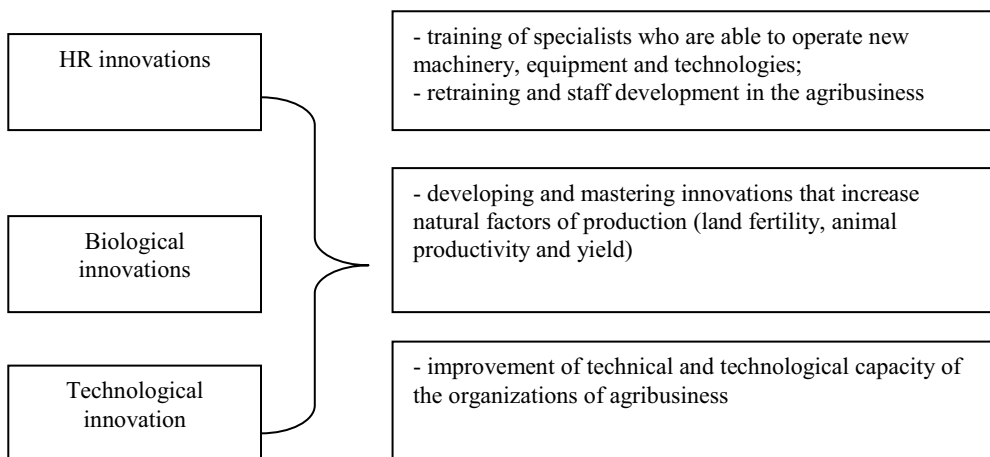 HR innovations
- training of specialists who are able to operate new
machinery, equipment and technologies;
- retraining and staff development in the agribusiness
Biological
innovations
- developing and mastering innovations that increase
natural factors of production (land fertility, animal
productivity and yield)
Technological
innovation
- improvement of technical and technological capacity of
the organizations of agribusiness